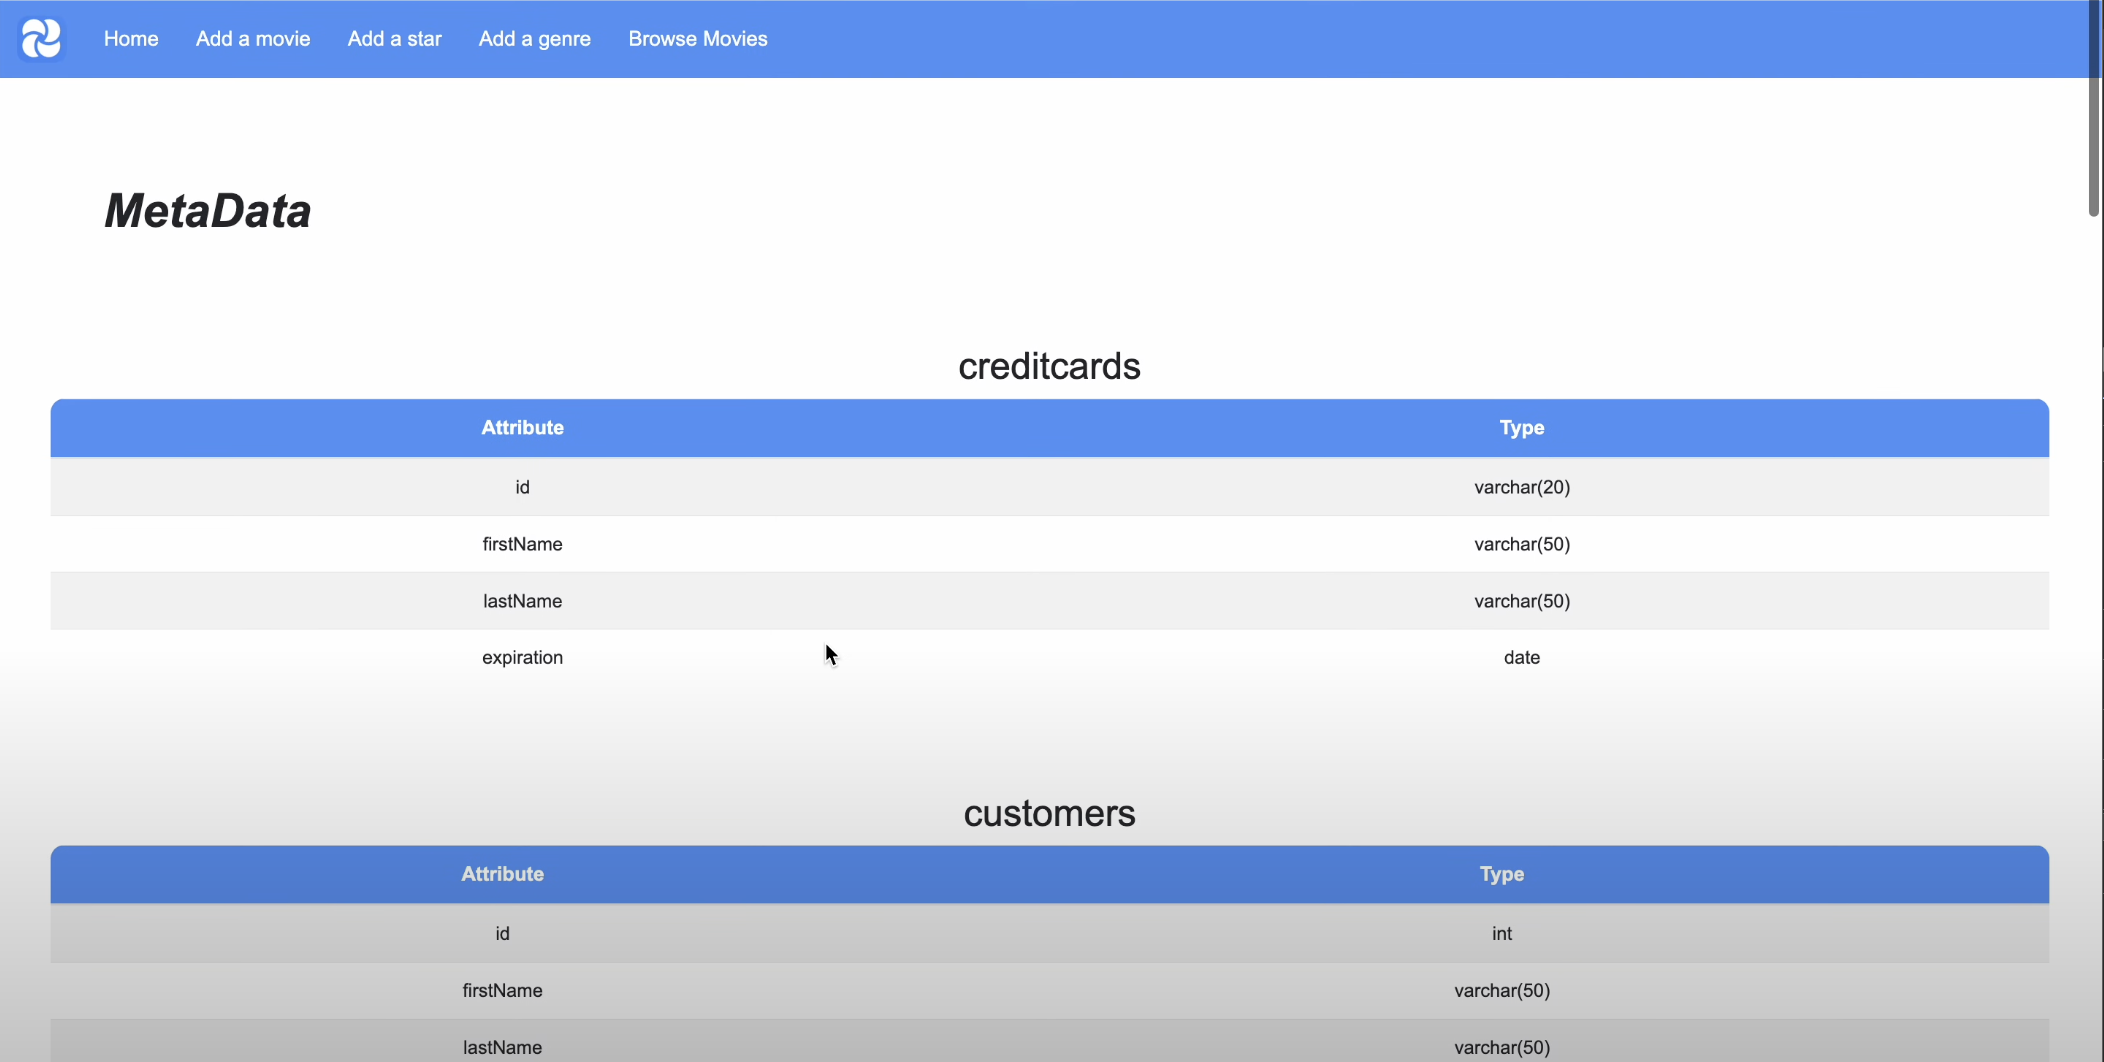 Home Add a movie Add a star Add a genre Browse Movies
MetaData
creditcards
Attribute Type
id varchar(20)
firstName varchar(50)
lastName varchar(50)
expiration date
customers
Attribute Type
id int
firstName varchar(50)
lastName varchar(50)